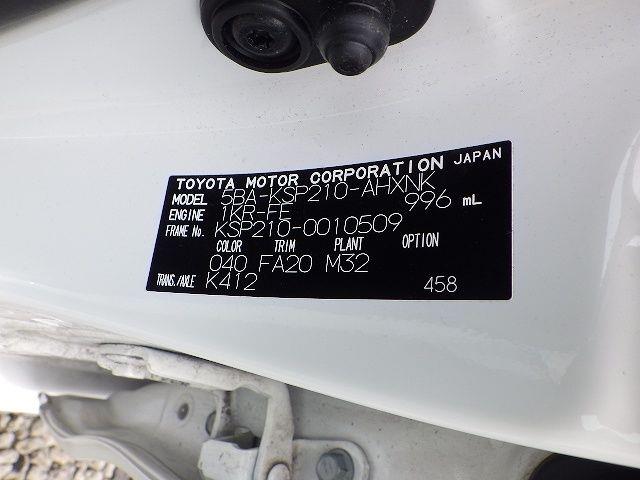 TOYOTA MOTOR CORPORATION JAPAN
MODEL 5BA-KSP210-AHXNK
ENGINE 1KR-FE 996 mL
FRAME No. KSP210-0010509
COLOR TRIM PLANT OPTION
040 FA20 M32
TRANS./AXLE K412 458